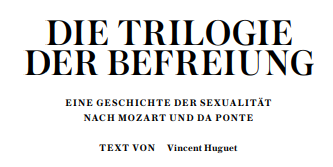 DIE TRILOGIE
DER BEFREIUNG
EINE GESCHICHTE DER SEXUALITÄT
NACH MOZART UND DA PONTE
TEXT VON Vincent Huguet